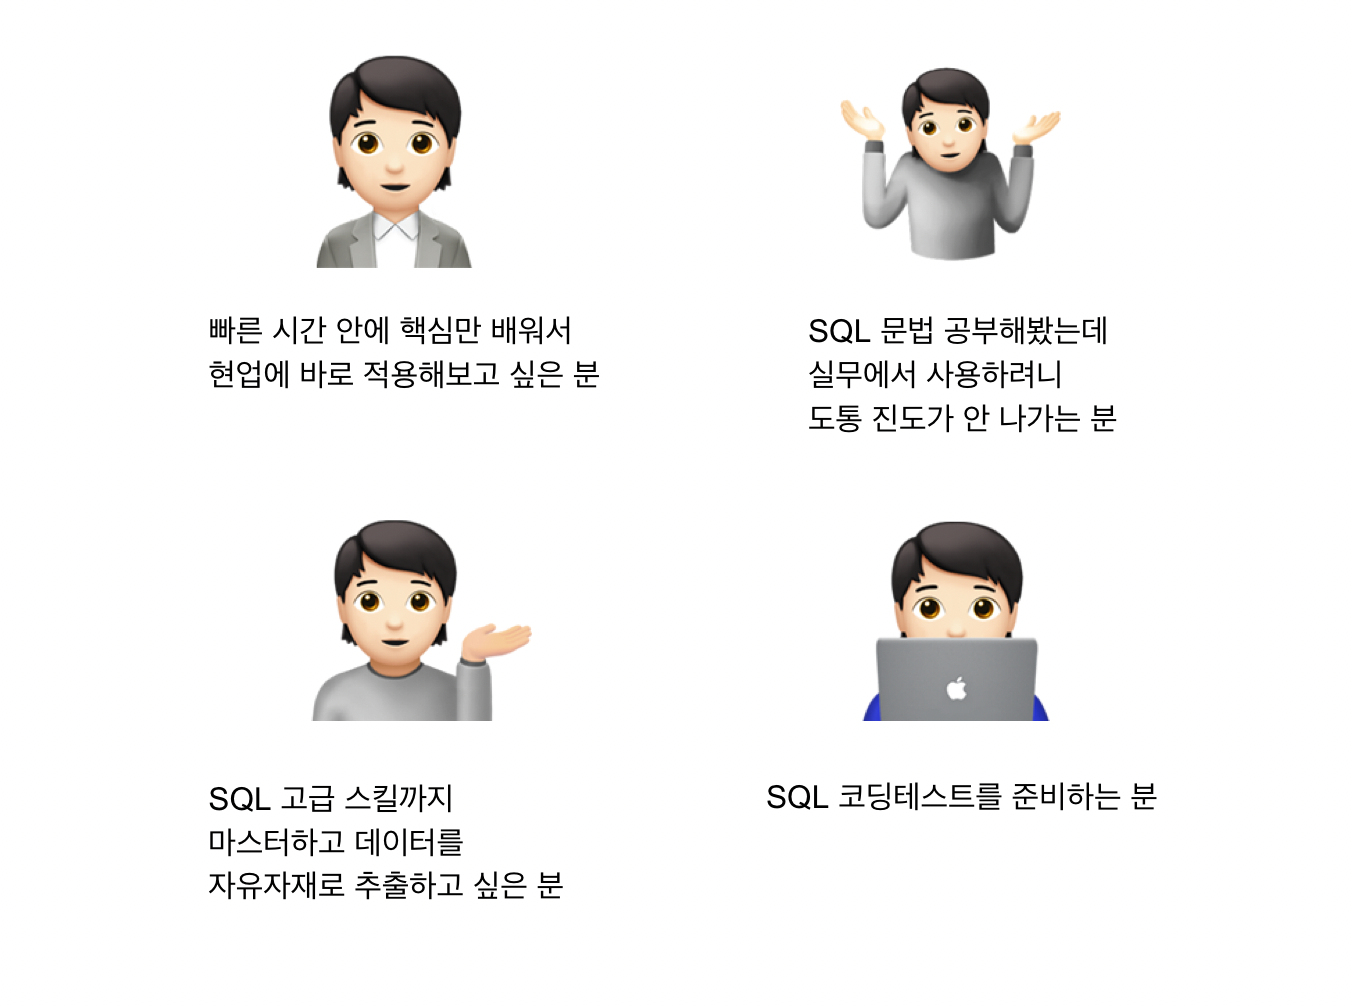 빠른 시간 안에 핵심만 배워서
현업에 바로 적용해보고 싶은 분
SQL 문법 공부해봤는데
실무에서 사용하려니
도통 진도가 안 나가는 분
SQL 고급 스킬까지
마스터하고 데이터를
자유자재로 추출하고 싶은 분
SQL 코딩테스트를 준비하는 분